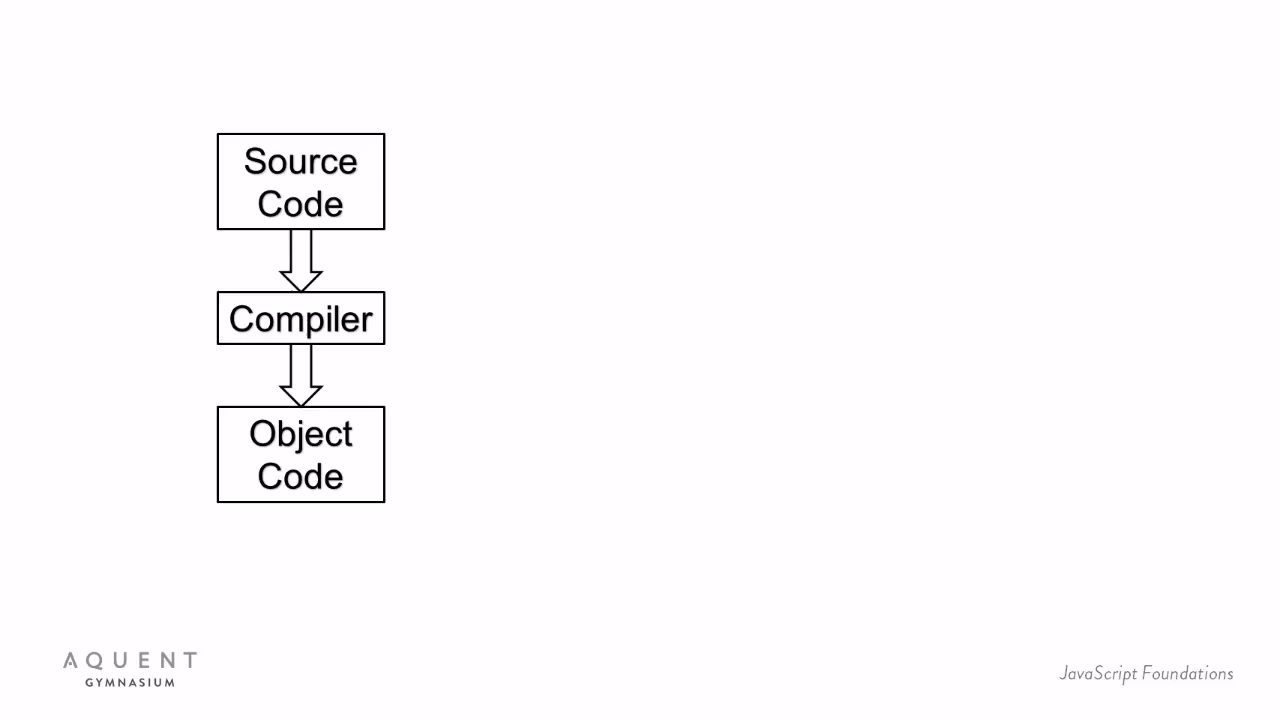 Source
Code
Compiler
Object
Code
AQUENT
GYMNASIUM
JavaScript Foundations